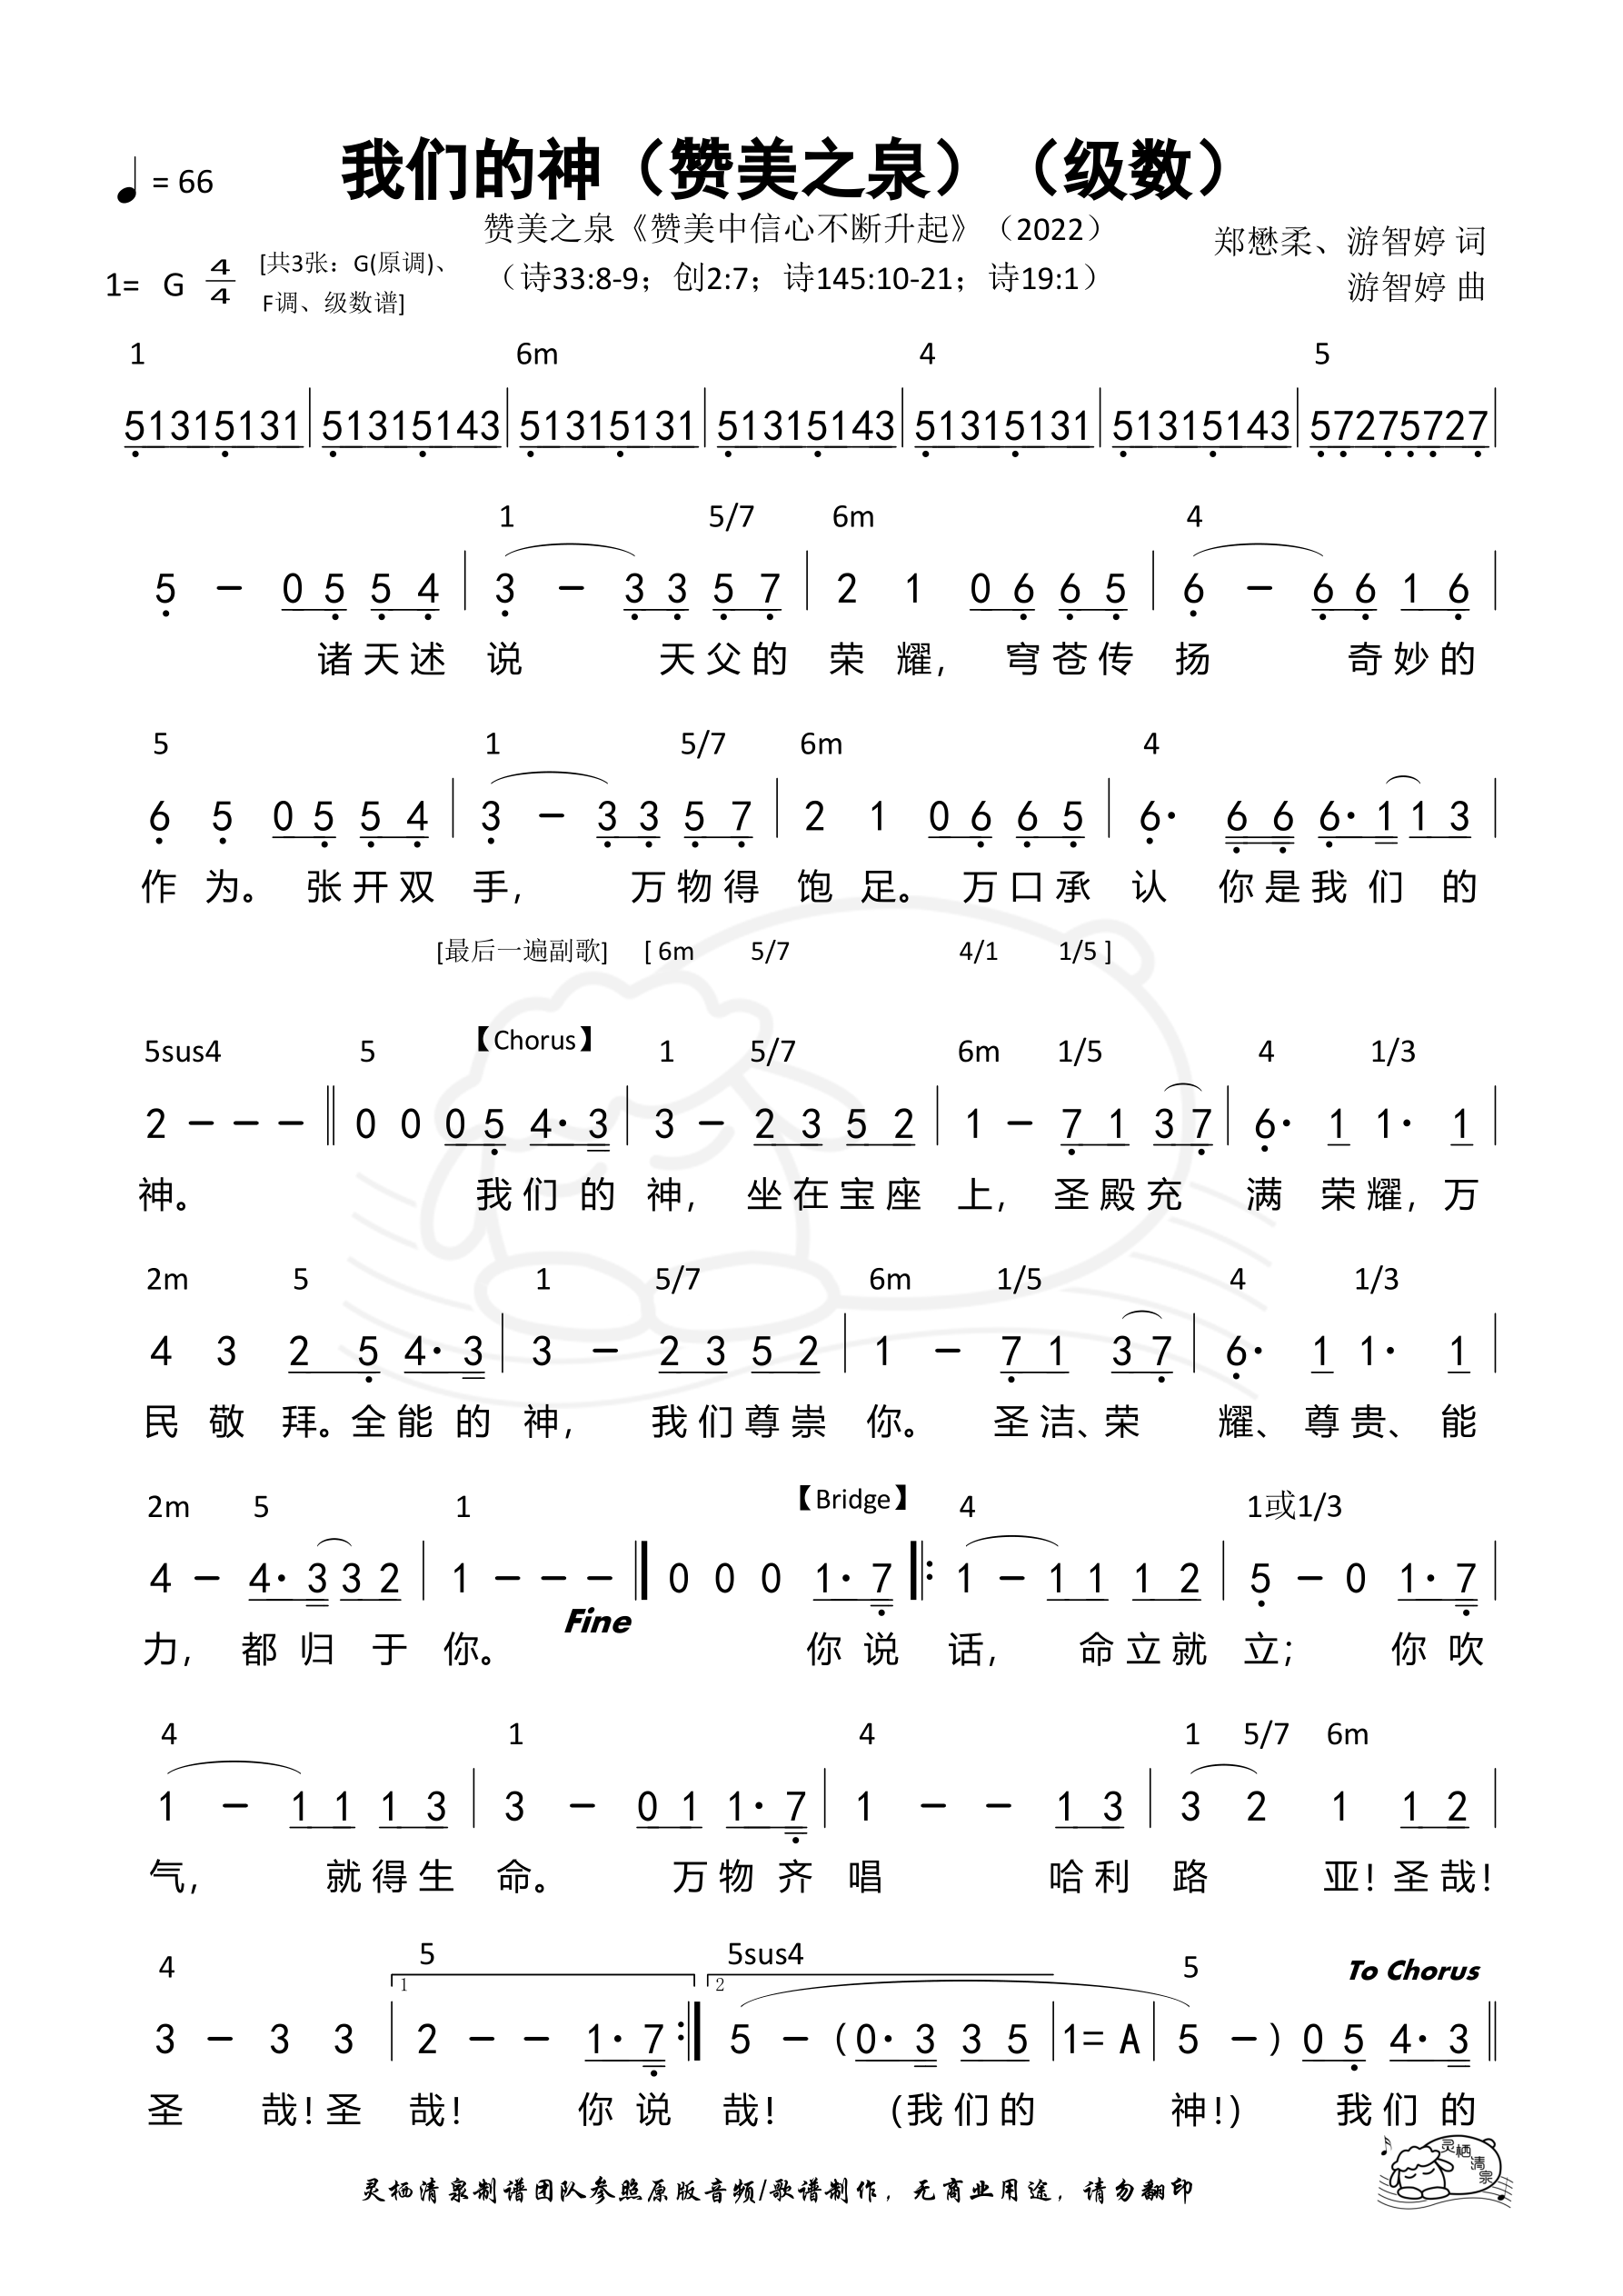 我们的神（赞美之泉）（级数）
♩ = 66
赞美之泉《赞美中信心不断升起》（2022）
郑懋柔、游智婷 词
1= G 4/4 [共3张：G(原调)、
（诗33:8-9；创2:7；诗145:10-21；诗19:1）
游智婷 曲
F调、级数谱]
1 6m 4 5
51315131 | 51315143 | 51315131 | 51315143 | 51315131 | 51315143 | 57275727 |
1 5/7 6m 4
5 – 0 5 5 4 | 3 – 3 3 5 7 | 2 1 0 6 6 5 | 6 – 6 6 1 6 |
诸天述 说 天父的 荣 耀， 穹苍传 扬 奇妙的
5 1 5/7 6m 4
6 5 0 5 5 4 | 3 – 3 3 5 7 | 2 1 0 6 6 5 | 6· 6 6 6· 1 1 3 |
作 为。 张开双 手， 万物得 饱 足。 万口承 认 你是我们 的
[最后一遍副歌] [ 6m 5/7 4/1 1/5 ]
5sus4 5 【Chorus】 1 5/7 6m 1/5 4 1/3
2 – – – || 0 0 0 5 4· 3 | 3 – 2 3 5 2 | 1 – 7 1 3 7 | 6· 1 1· 1 |
神。 我们 的 神， 坐在宝座 上， 圣殿充 满 荣耀，万
2m 5 1 5/7 6m 1/5 4 1/3
4 3 2 5 4· 3 | 3 – 2 3 5 2 | 1 – 7 1 3 7 | 6· 1 1· 1 |
民 敬 拜。全能 的 神， 我们尊崇 你。 圣洁、荣 耀、尊贵、能
2m 5 1 【Bridge】 4 1或1/3
4 – 4· 3 3 2 | 1 – – – || 0 0 0 1· 7 ||: 1 – 1 1 1 2 | 5 – 0 1· 7 |
Fine
力， 都 归 于 你。 你 说 话， 命立就 立； 你 吹
4 1 4 1 5/7 6m
1 – 1 1 1 3 | 3 – 0 1 1· 7 | 1 – – 1 3 | 3 2 1 1 2 |
气， 就得生 命。 万物 齐 唱 哈利 路 亚！圣哉！
4 5 5sus4 5 To Chorus
1 2
3 – 3 3 | 2 – – 1· 7 :|| 5 – (0· 3 3 5 | 1= A | 5 –) 0 5 4· 3 ||
圣 哉！圣 哉！ 你 说 哉！ (我们的 神！) 我们 的
灵栖清泉
灵栖清泉制谱团队参照原版音频/歌谱制作，无商业用途，请勿翻印